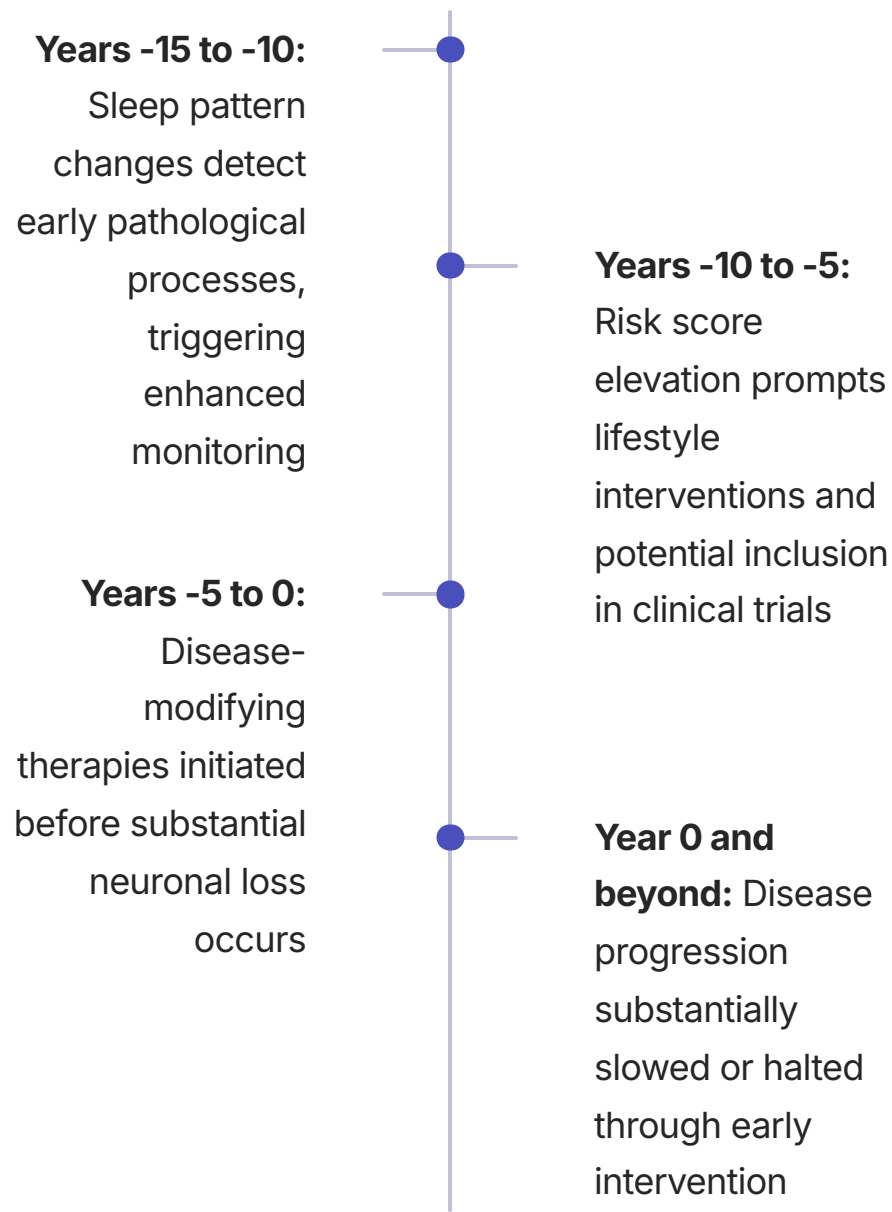 Years -15 to -10:
Sleep pattern
changes detect
early pathological
processes,
triggering
enhanced
monitoring
Years -10 to -5:
Risk score
elevation prompts
lifestyle
interventions and
potential inclusion
in clinical trials
Years -5 to 0:
Disease-
modifying
therapies initiated
before substantial
neuronal loss
occurs
Year 0 and
beyond: Disease
progression
substantially
slowed or halted
through early
intervention